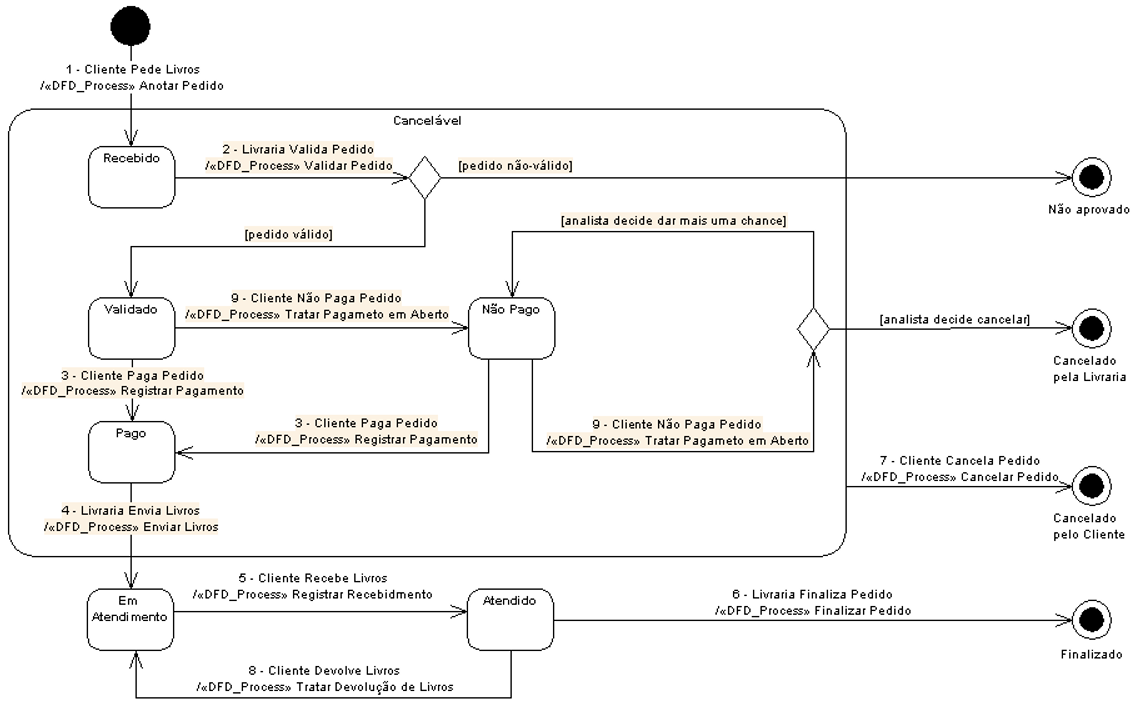 1 - Cliente Pede Livros
/«DFD_Process» Anotar Pedido
Cancelável
Recebido
2 - Livraria Valida Pedido
/«DFD_Process» Validar Pedido
[pedido não-válido]
Não aprovado
[pedido válido]
[analista decide dar mais uma chance]
Validado
9 - Cliente Não Paga Pedido
/«DFD_Process» Tratar Pagameto em Aberto
Não Pago
[analista decide cancelar]
Cancelado
pela Livraria
3 - Cliente Paga Pedido
/«DFD_Process» Registrar Pagamento
Pago
3 - Cliente Paga Pedido
/«DFD_Process» Registrar Pagamento
9 - Cliente Não Paga Pedido
/«DFD_Process» Tratar Pagameto em Aberto
7 - Cliente Cancela Pedido
/«DFD_Process» Cancelar Pedido
Cancelado
pelo Cliente
4 - Livraria Envia Livros
/«DFD_Process» Enviar Livros
Em
Atendimento
5 - Cliente Recebe Livros
/«DFD_Process» Registrar Recebidmento
Atendido
6 - Livraria Finaliza Pedido
/«DFD_Process» Finalizar Pedido
Finalizado
8 - Cliente Devolve Livros
/«DFD_Process» Tratar Devolução de Livros